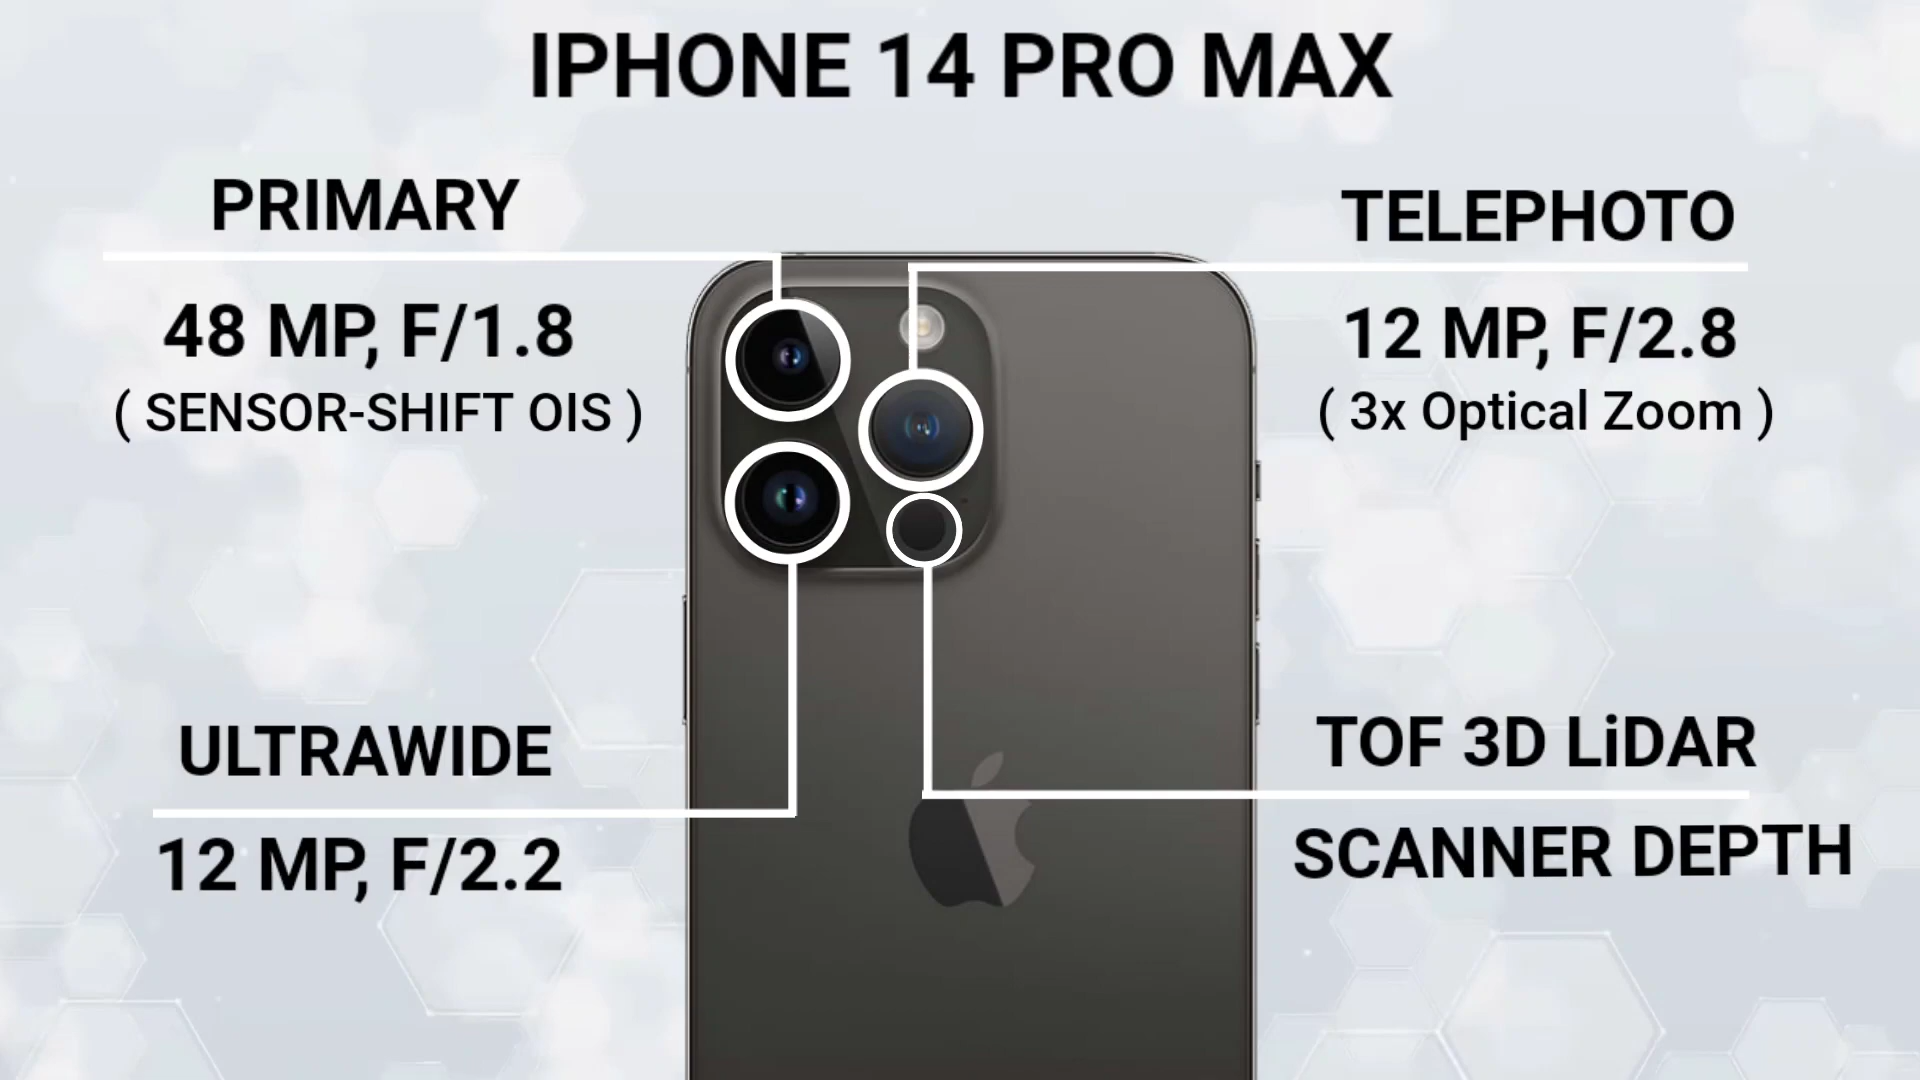 IPHONE 14 PRO MAX
PRIMARY
48 MP, F/1.8
( SENSOR-SHIFT OIS )
TELEPHOTO
12 MP, F/2.8
( 3x Optical Zoom )
ULTRAWIDE
12 MP, F/2.2
TOF 3D LiDAR
SCANNER DEPTH